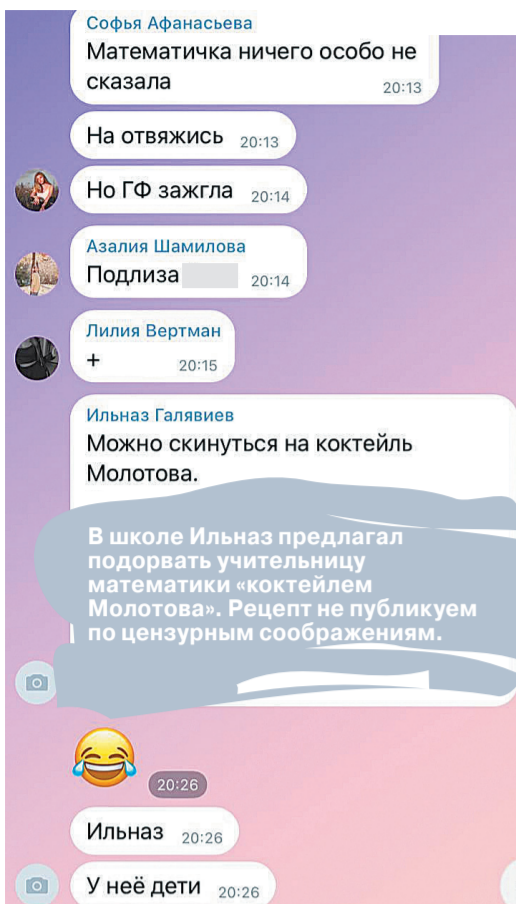 Софья Афанасьева
Математичка ничего особо не
сказала 20:13
На отвяжись 20:13
Но ГФ зажгла 20:14
Азалия Шамилова
Подлиза 20:14
Лилия Вертман
+ 20:15
Ильназ Галявиев
Можно скинуться на коктейль
Молотова.
В школе Ильназ предлагал
подорвать учительницу
математики «коктейлем
Молотова». Рецепт не публикуем
по цензурным соображениям.
20:26
Ильназ 20:26
У неё дети 20:26